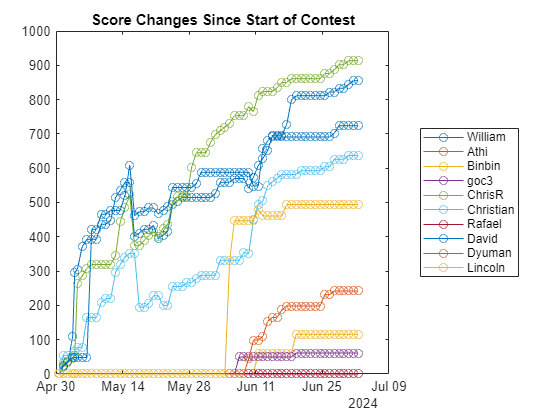 Score Changes Since Start of Contest
1000
900
800
700
600
500
400
300
200
100
0
Apr 30 May 14 May 28 Jun 11 Jun 25 Jul 09
2024
William
Athi
Binbin
goc3
ChrisR
Christian
Rafael
David
Dyuman
Lincoln